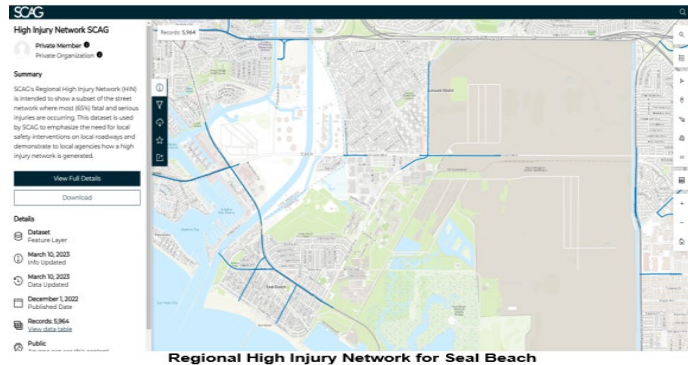 SCAG
High Injury Network SCAG
Private Member
Private Organization
Summary
SCAG's Regional High Injury Network (HIN)
is intended to show a subset of the street
network where most (65%) fatal and serious
injuries are occurring. This dataset is used
by SCAG to emphasize the need for local
safety interventions on local roadways and
demonstrate to local agencies how a high
injury network is generated.
View Full Details
Download
Details
Dataset
Feature Layer
March 10, 2023
Info Updated
March 10, 2023
Data Updated
December 1, 2022
Published Date
Records: 5,964
View data table
Public
Records: 5,964
Seal Beach
Regional High Injury Network for Seal Beach